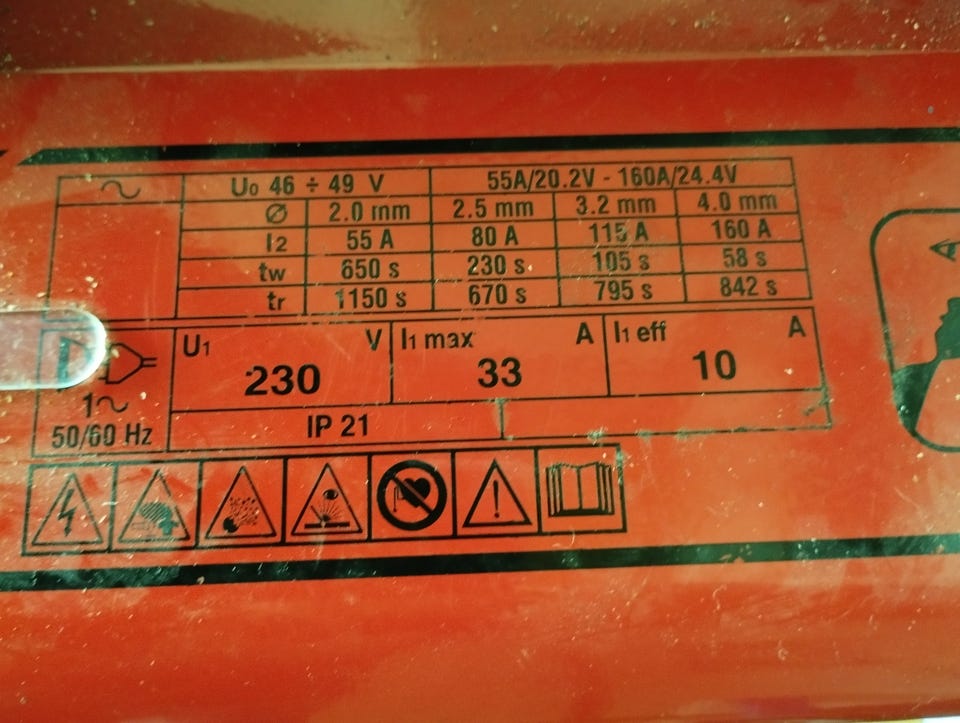 ∼ U0 46 ÷ 49 V 55A/20.2V - 160A/24.4V
Ø 2.0 mm 2.5 mm 3.2 mm 4.0 mm
I2 55 A 80 A 115 A 160 A
tw 650 s 230 s 105 s 58 s
tr 1150 s 670 s 795 s 842 s
U1 V I1 max A I1 eff A
230 33 10
1∼
50/60 Hz
IP 21